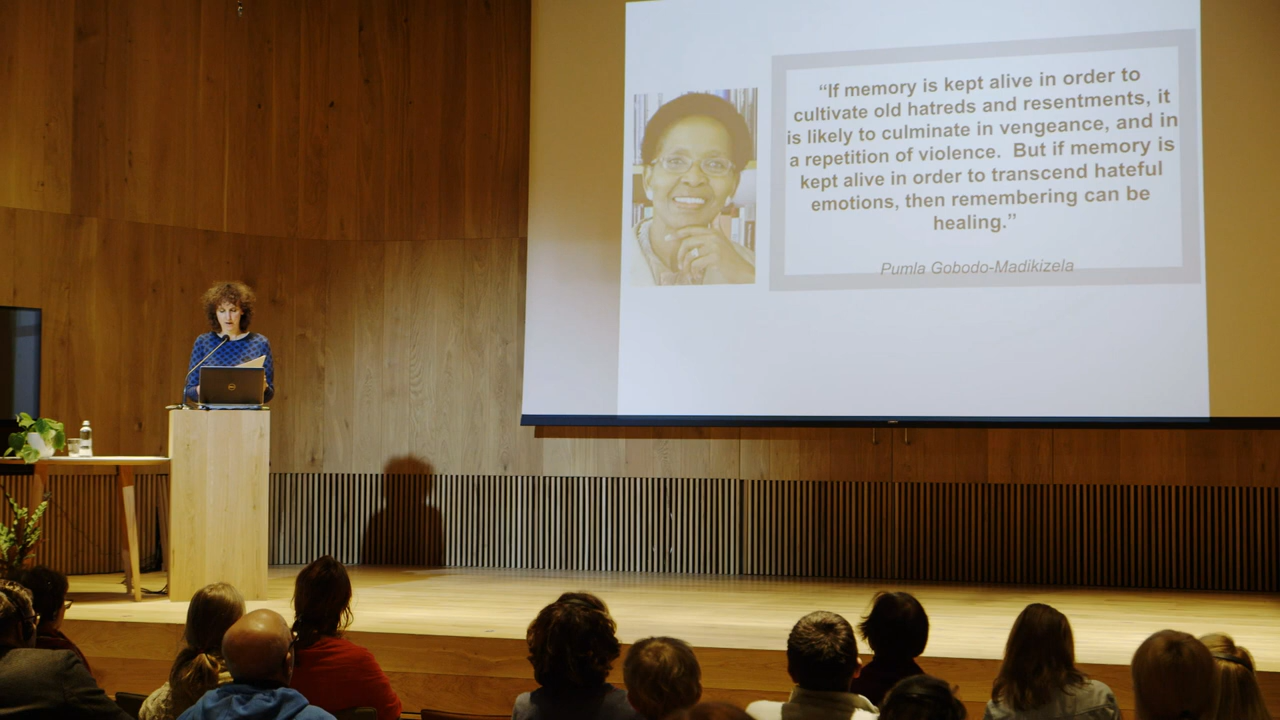 “If memory is kept alive in order to
cultivate old hatreds and resentments, it
is likely to culminate in vengeance, and in
a repetition of violence.  But if memory is
kept alive in order to transcend hateful
emotions, then remembering can be
healing.”
Pumla Gobodo-Madikizela
DELL